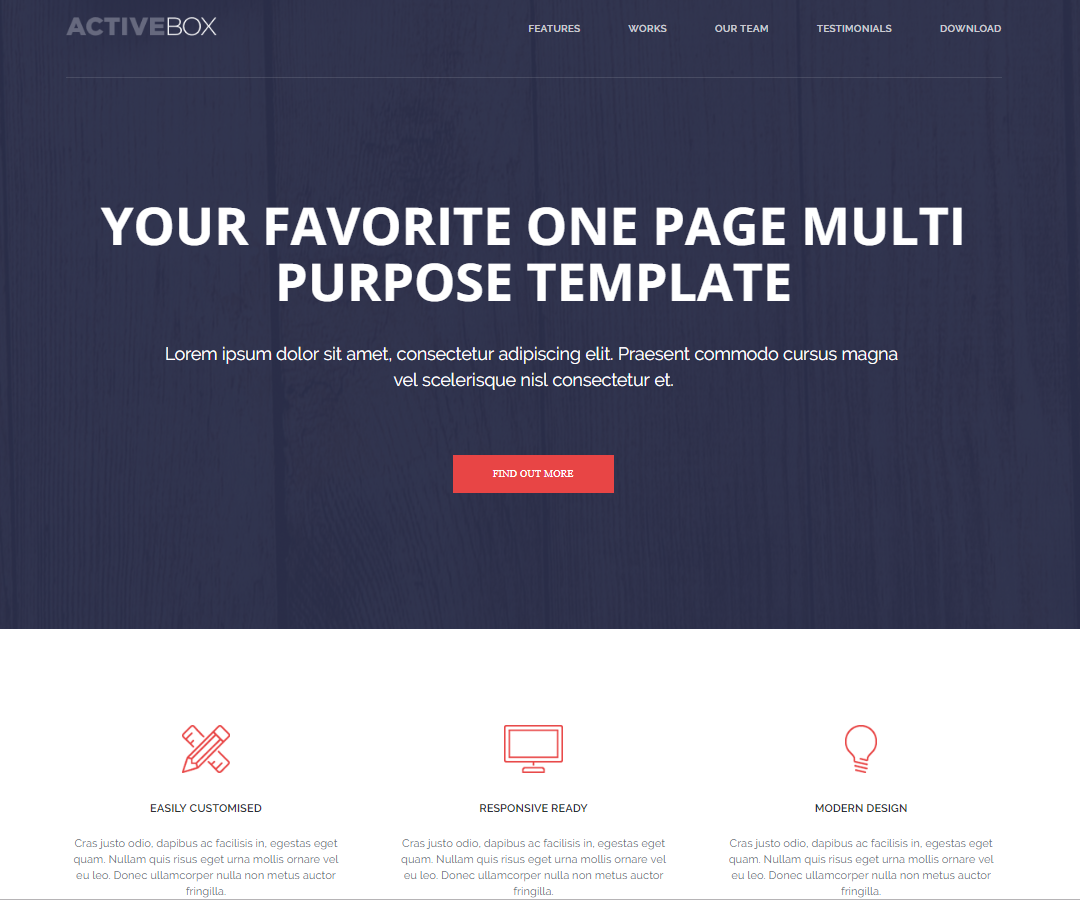 ACTIVEBOX
FEATURES WORKS OUR TEAM TESTIMONIALS DOWNLOAD
YOUR FAVORITE ONE PAGE MULTI
PURPOSE TEMPLATE
Lorem ipsum dolor sit amet, consectetur adipiscing elit. Praesent commodo cursus magna
vel scelerisque nisl consectetur et.
FIND OUT MORE
EASILY CUSTOMISED
Cras justo odio, dapibus ac facilisis in, egestas eget
quam. Nullam quis risus eget urna mollis ornare vel
eu leo. Donec ullamcorper nulla non metus auctor
fringilla.
RESPONSIVE READY
Cras justo odio, dapibus ac facilisis in, egestas eget
quam. Nullam quis risus eget urna mollis ornare vel
eu leo. Donec ullamcorper nulla non metus auctor
fringilla.
MODERN DESIGN
Cras justo odio, dapibus ac facilisis in, egestas eget
quam. Nullam quis risus eget urna mollis ornare vel
eu leo. Donec ullamcorper nulla non metus auctor
fringilla.